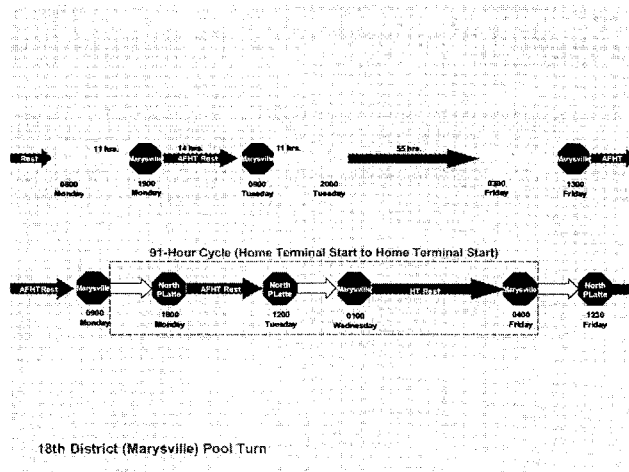 11 hrs.
14 hrs.
11 hrs.
55 hrs.
Rest
Marysville
AFHT Rest
Marysville
Marysville
AFHT
0800
Monday
1900
Monday
0900
Tuesday
2000
Tuesday
0300
Friday
1300
Friday
91-Hour Cycle (Home Terminal Start to Home Terminal Start)
AFHT Rest
Marysville
North
PLatte
AFHT Rest
North
PLatte
Marysville
HT Rest
Marysville
North
PLatte
0900
Monday
1800
Monday
1200
Tuesday
0100
Wednesday
0400
Friday
Friday
18th District (Marysville) Pool Turn